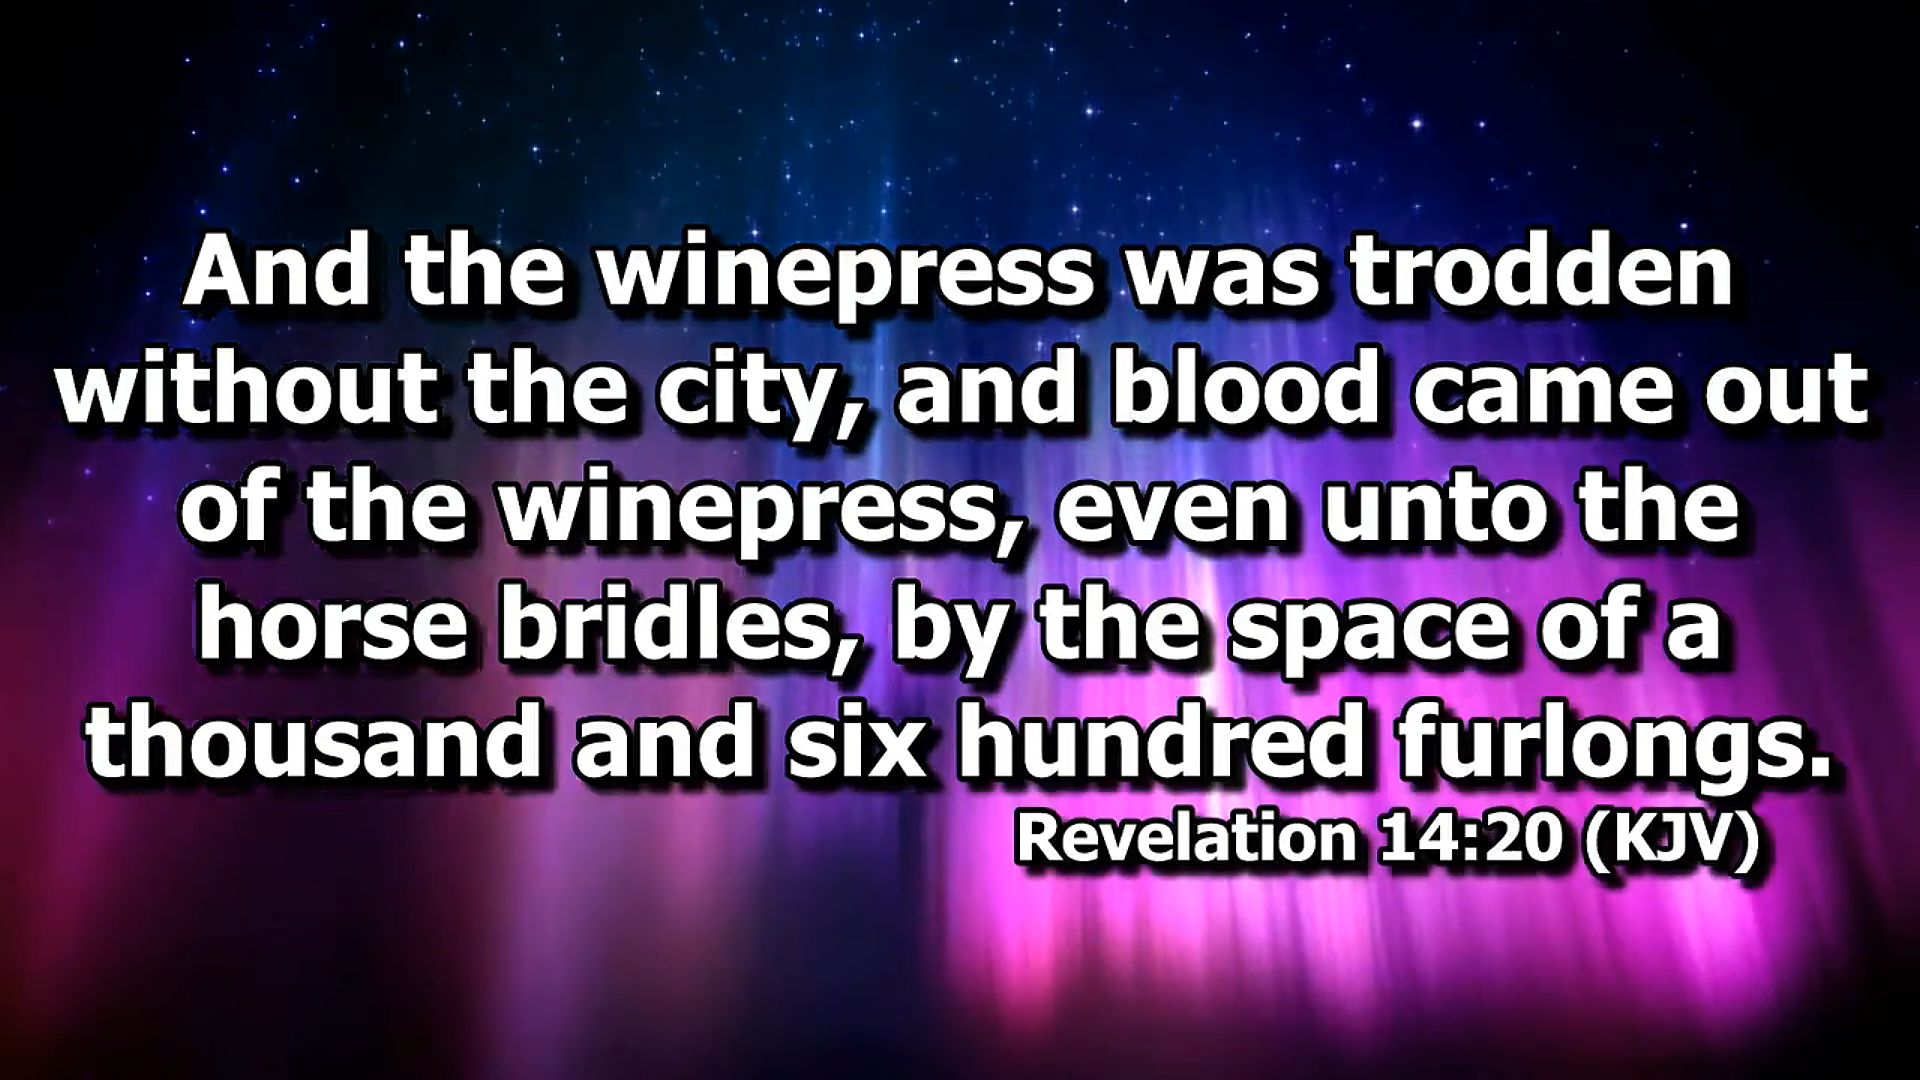 And the winepress was trodden
without the city, and blood came out
of the winepress, even unto the
horse bridles, by the space of a
thousand and six hundred furlongs.
Revelation 14:20 (KJV)